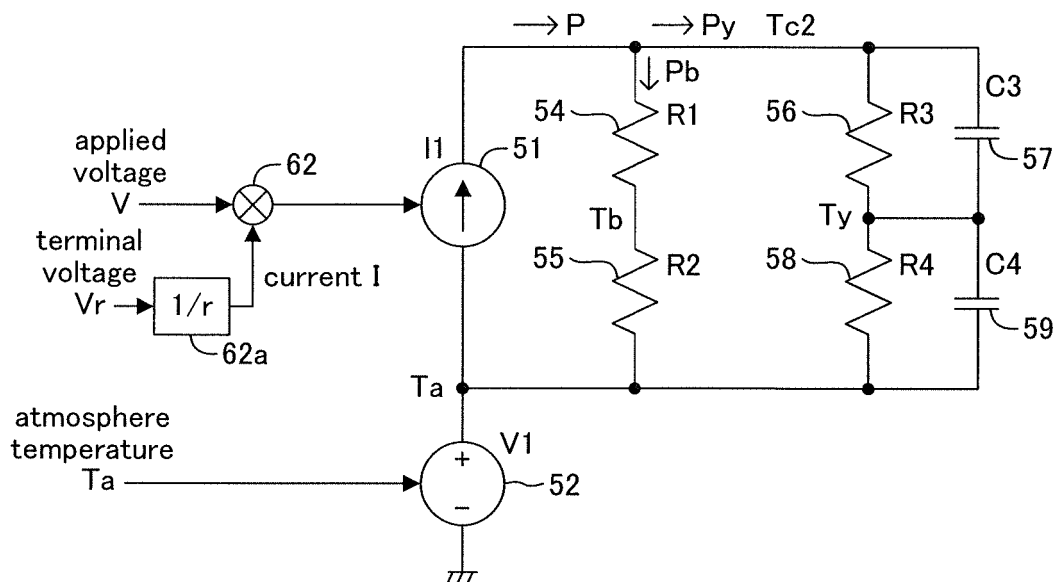 P
Py
Tc2
Pb
C3
applied
voltage
V
62
I1
51
54
R1
56
R3
57
terminal
voltage
Vr
1/r
current I
62a
Tb
Ty
55
R2
58
R4
C4
59
Ta
atmosphere
temperature
Ta
V1
+
−
52